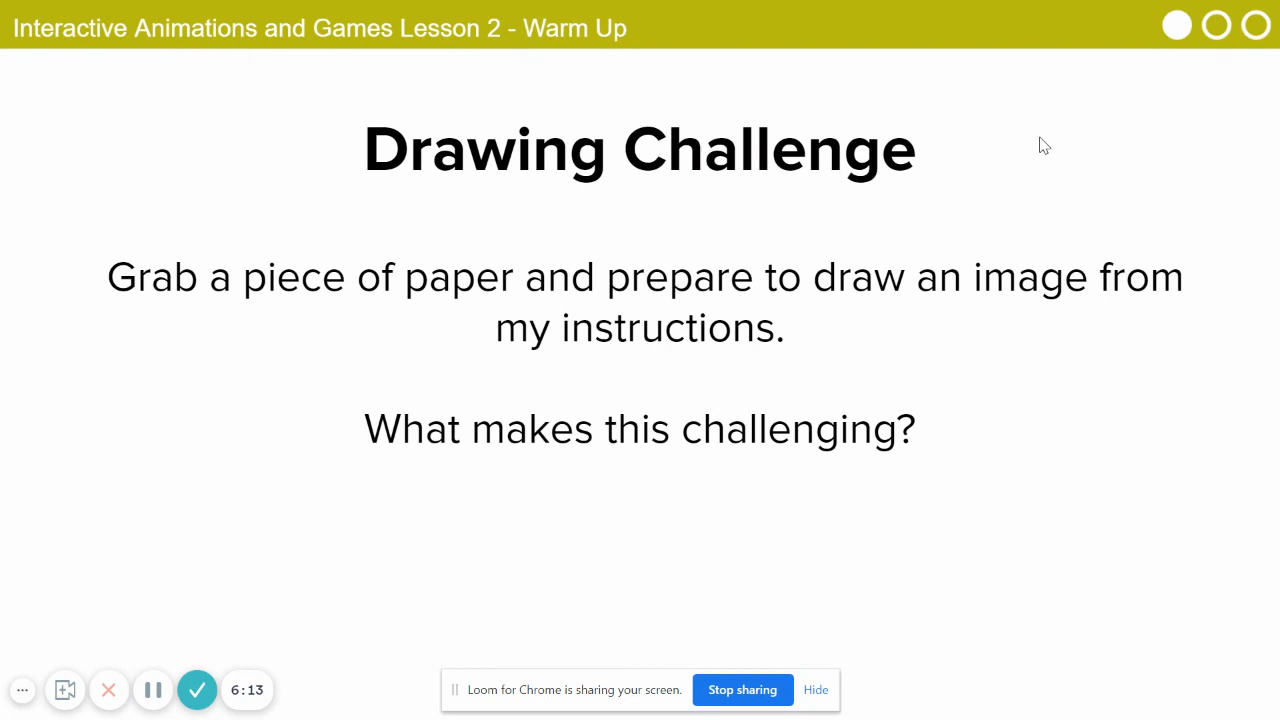 Interactive Animations and Games Lesson 2 - Warm Up
Drawing Challenge
Grab a piece of paper and prepare to draw an image from
my instructions.
What makes this challenging?
6:13
Loom for Chrome is sharing your screen.
Stop sharing
Hide